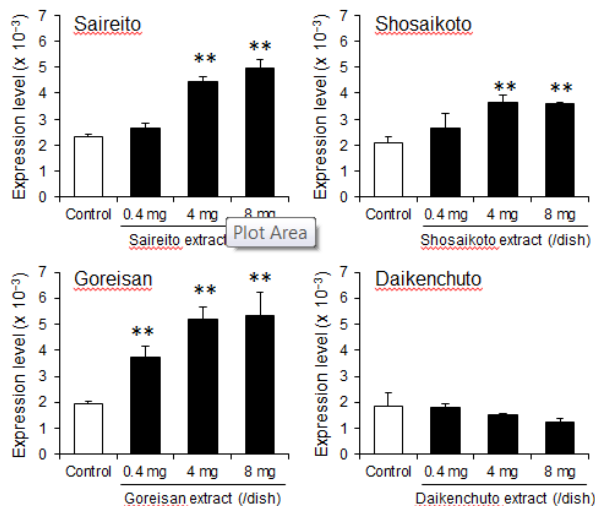 Saireito
Expression level (x 10⁻³)
7
6
5
4
3
2
1
0
**
**
Control 0.4 mg 4 mg 8 mg
Saireito extract
Plot Area
Shosaikoto
Expression level (x 10⁻³)
7
6
5
4
3
2
1
0
**
**
Control 0.4 mg 4 mg 8 mg
Shosaikoto extract (/dish)
Goreisan
Expression level (x 10⁻³)
7
6
5
4
3
2
1
0
**
**
**
Control 0.4 mg 4 mg 8 mg
Goreisan extract (/dish)
Daikenchuto
Expression level (x 10⁻³)
7
6
5
4
3
2
1
0
Control 0.4 mg 4 mg 8 mg
Daikenchuto extract (/dish)